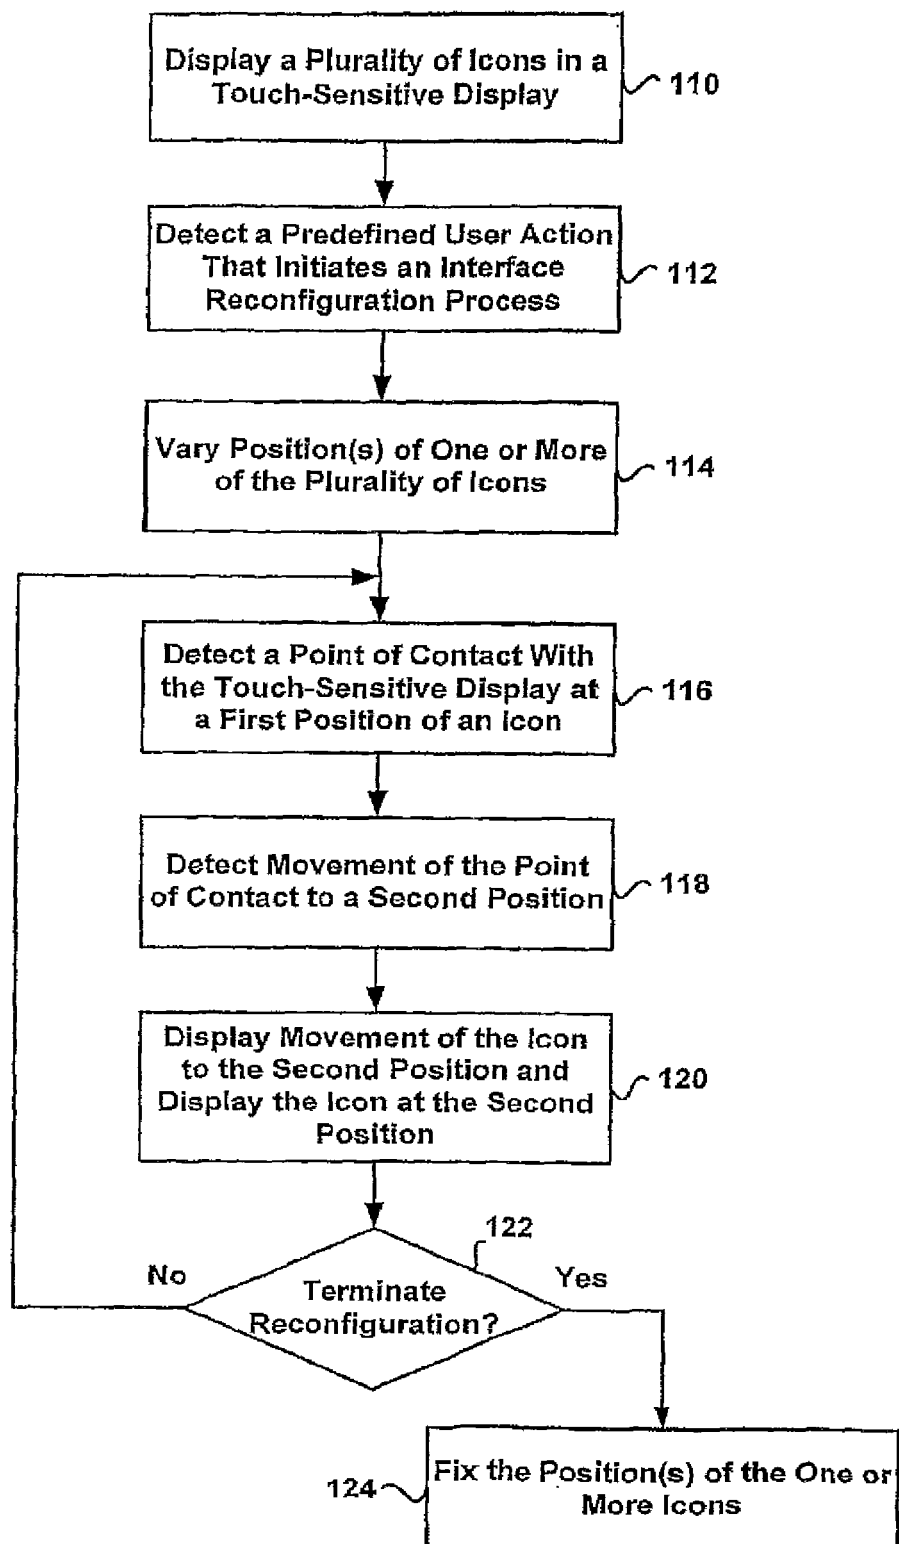 Display a Plurality of Icons in a
Touch-Sensitive Display
110
Detect a Predefined User Action
That Initiates an Interface
Reconfiguration Process
112
Vary Position(s) of One or More
of the Plurality of Icons
114
Detect a Point of Contact With
the Touch-Sensitive Display at
a First Position of an Icon
116
Detect Movement of the Point
of Contact to a Second Position
118
Display Movement of the Icon
to the Second Position and
Display the Icon at the Second
Position
120
122
No
Yes
Terminate
Reconfiguration?
124
Fix the Position(s) of the One or
More Icons